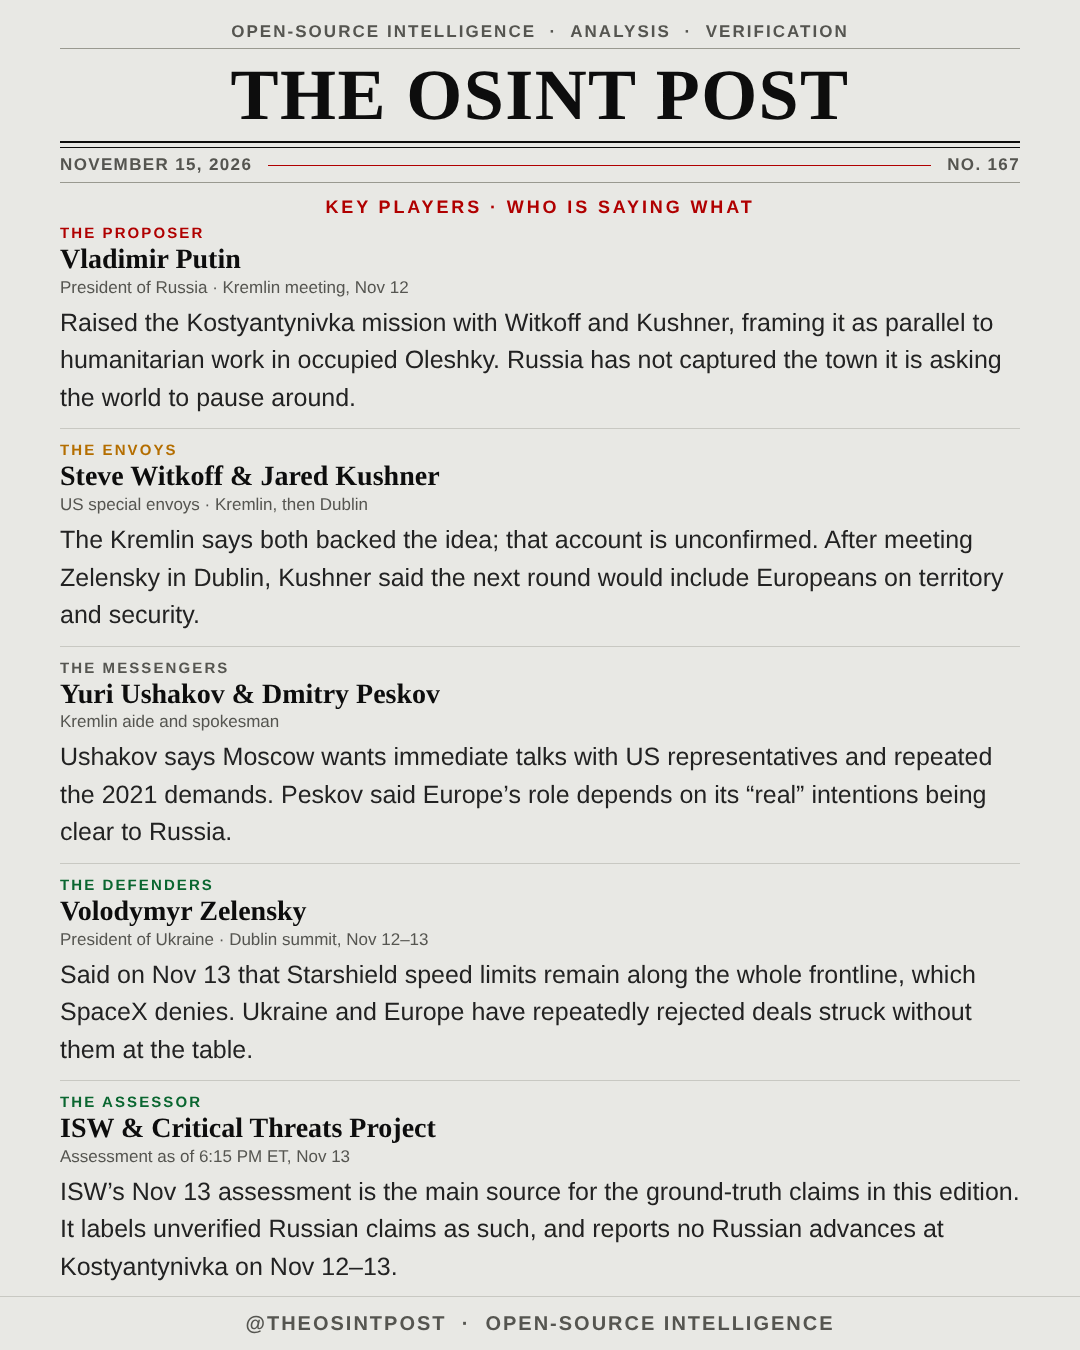 OPEN-SOURCE INTELLIGENCE · ANALYSIS · VERIFICATION
THE OSINT POST
NOVEMBER 15, 2026
NO. 167
KEY PLAYERS · WHO IS SAYING WHAT
THE PROPOSER
Vladimir Putin
President of Russia · Kremlin meeting, Nov 12
Raised the Kostyantynivka mission with Witkoff and Kushner, framing it as parallel to
humanitarian work in occupied Oleshky. Russia has not captured the town it is asking
the world to pause around.
THE ENVOYS
Steve Witkoff & Jared Kushner
US special envoys · Kremlin, then Dublin
The Kremlin says both backed the idea; that account is unconfirmed. After meeting
Zelensky in Dublin, Kushner said the next round would include Europeans on territory
and security.
THE MESSENGERS
Yuri Ushakov & Dmitry Peskov
Kremlin aide and spokesman
Ushakov says Moscow wants immediate talks with US representatives and repeated
the 2021 demands. Peskov said Europe’s role depends on its “real” intentions being
clear to Russia.
THE DEFENDERS
Volodymyr Zelensky
President of Ukraine · Dublin summit, Nov 12–13
Said on Nov 13 that Starshield speed limits remain along the whole frontline, which
SpaceX denies. Ukraine and Europe have repeatedly rejected deals struck without
them at the table.
THE ASSESSOR
ISW & Critical Threats Project
Assessment as of 6:15 PM ET, Nov 13
ISW’s Nov 13 assessment is the main source for the ground-truth claims in this edition.
It labels unverified Russian claims as such, and reports no Russian advances at
Kostyantynivka on Nov 12–13.
@THEOSINTPOST · OPEN-SOURCE INTELLIGENCE